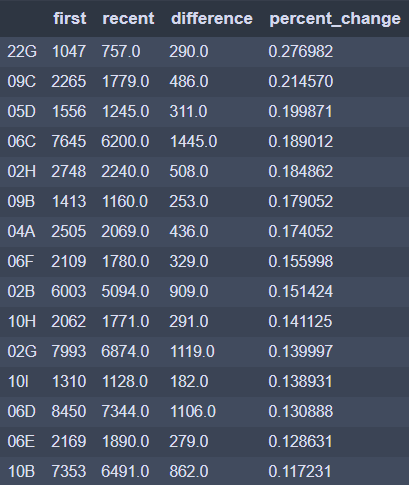 first recent difference percent_change
22G 1047 757.0 290.0 0.276982
09C 2265 1779.0 486.0 0.214570
05D 1556 1245.0 311.0 0.199871
06C 7645 6200.0 1445.0 0.189012
02H 2748 2240.0 508.0 0.184862
09B 1413 1160.0 253.0 0.179052
04A 2505 2069.0 436.0 0.174052
06F 2109 1780.0 329.0 0.155998
02B 6003 5094.0 909.0 0.151424
10H 2062 1771.0 291.0 0.141125
02G 7993 6874.0 1119.0 0.139997
10I 1310 1128.0 182.0 0.138931
06D 8450 7344.0 1106.0 0.130888
06E 2169 1890.0 279.0 0.128631
10B 7353 6491.0 862.0 0.117231